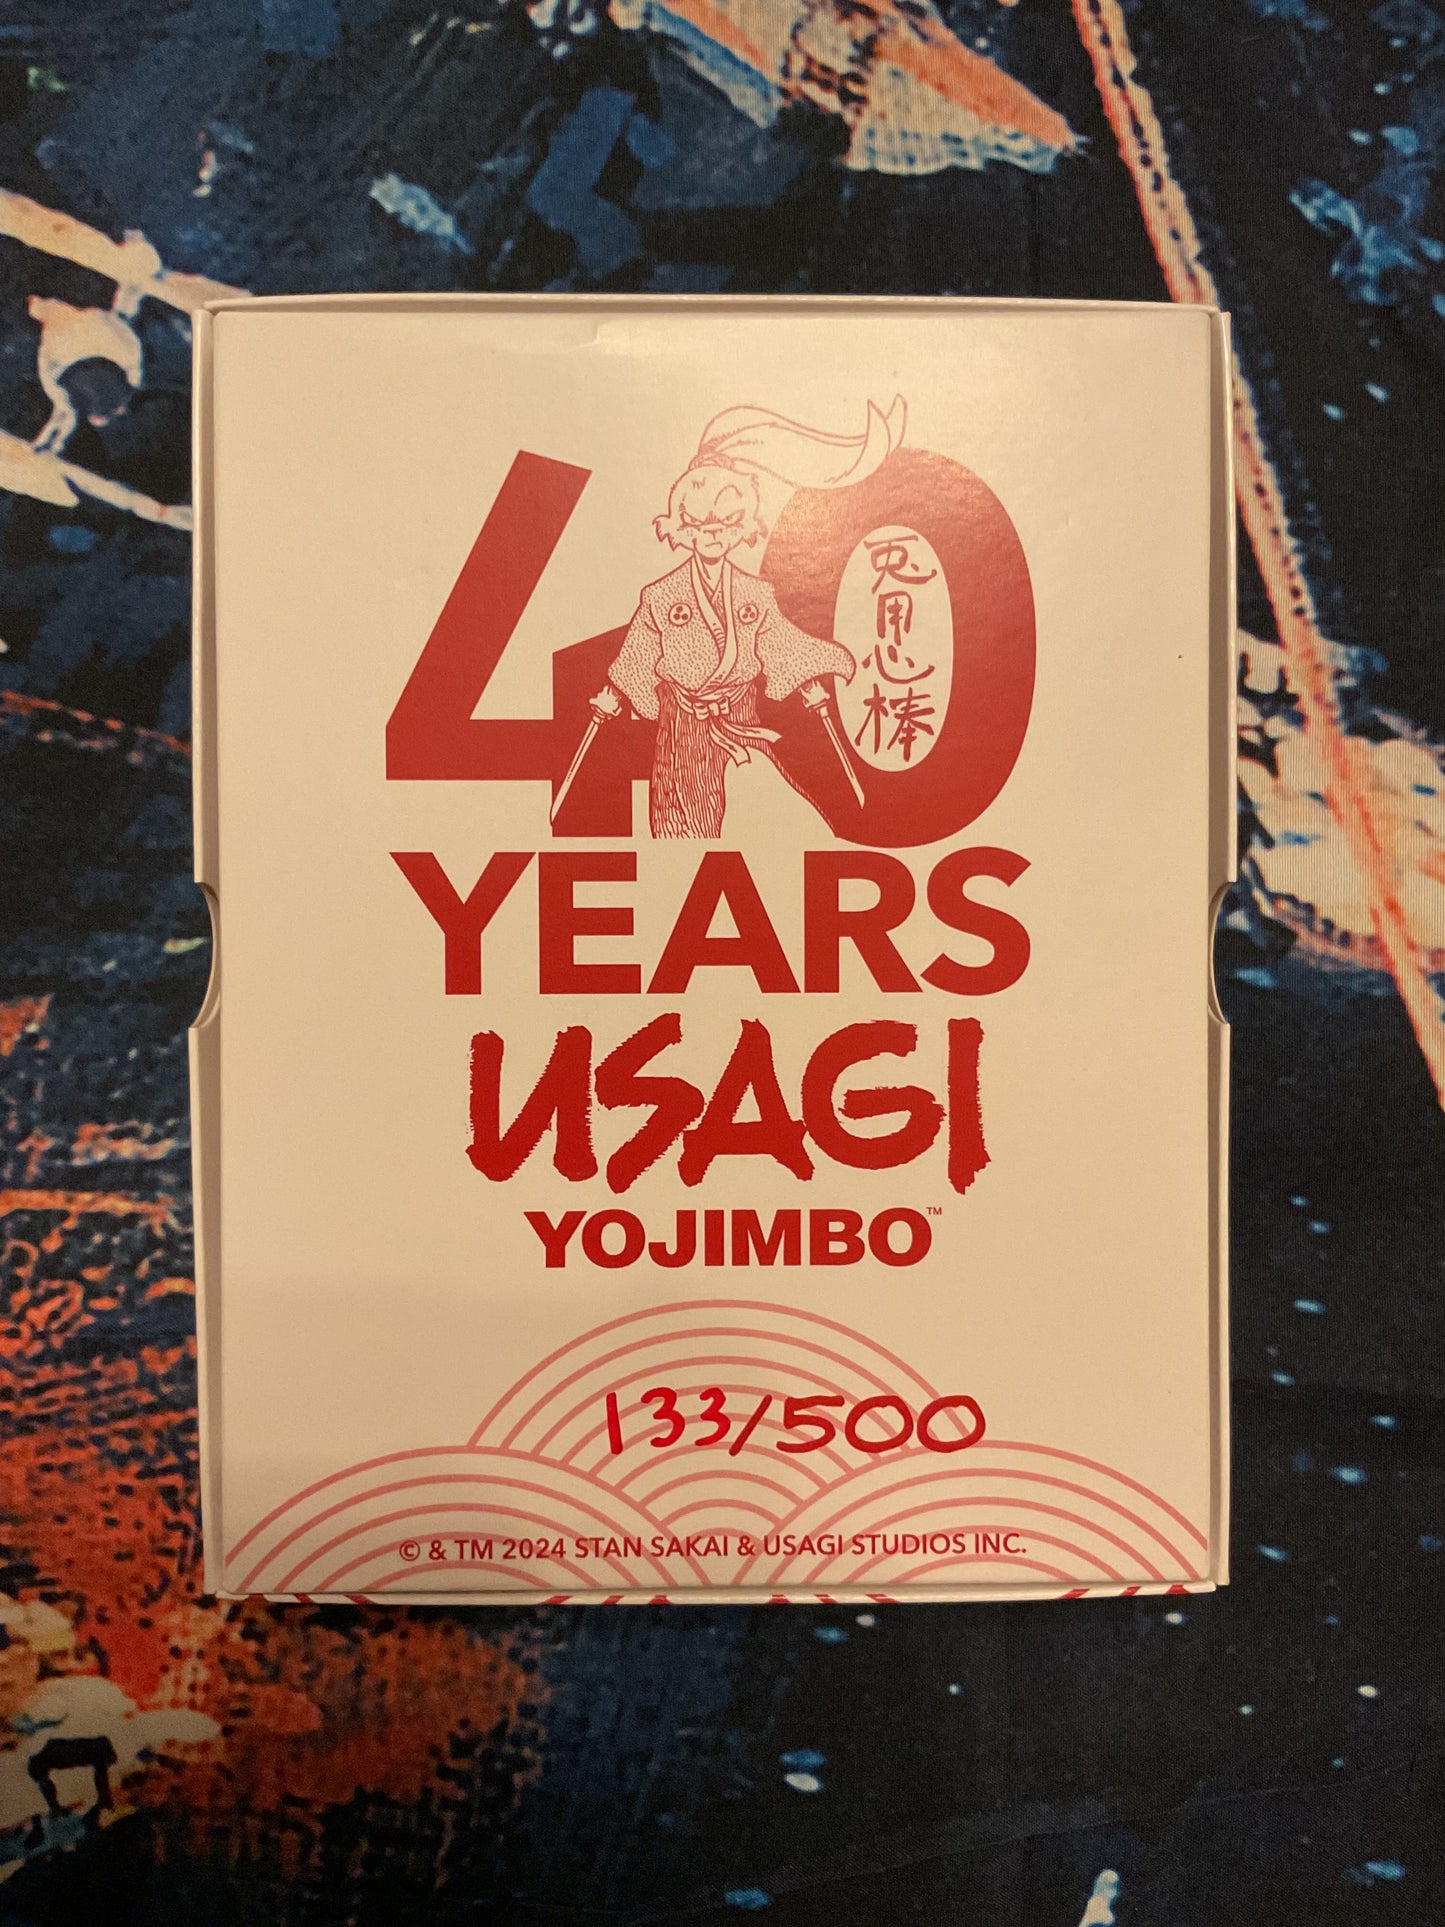 40
兎用心棒
YEARS
USAGI
YOJIMBO™
133/500
© & TM 2024 STAN SAKAI & USAGI STUDIOS INC.